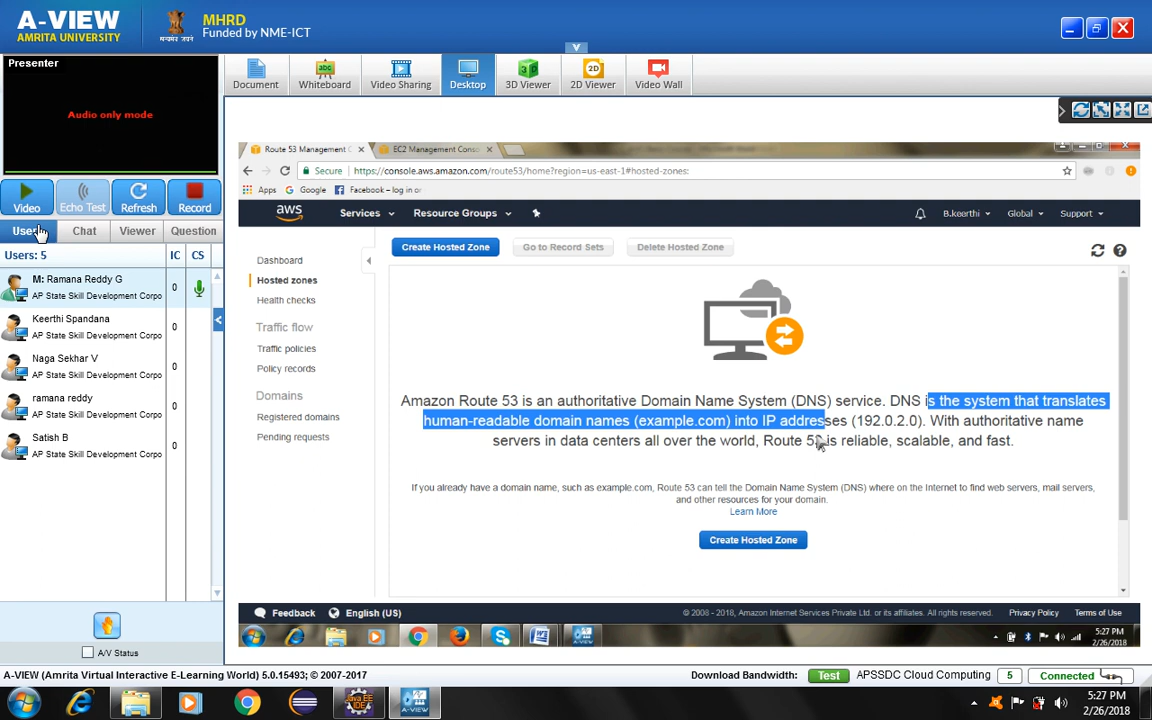 A-VIEW
AMRITA UNIVERSITY
MHRD
Funded by NME-ICT
Presenter
Audio only mode
Document
Whiteboard
Video Sharing
Desktop
3D Viewer
2D Viewer
Video Wall
Video
Echo Test
Refresh
Record
User
Chat
Viewer
Question
Users: 5
IC
CS
M: Ramana Reddy G
AP State Skill Development Corpo
0
Keerthi Spandana
AP State Skill Development Corpo
0
Naga Sekhar V
AP State Skill Development Corpo
0
ramana reddy
AP State Skill Development Corpo
0
Satish B
AP State Skill Development Corpo
0
A/V Status
Route 53 Management C
EC2 Management Conso
Secure
https://console.aws.amazon.com/route53/home?region=us-east-1#hosted-zones:
Apps
Google
Facebook – log in or
aws
Services
Resource Groups
B.keerthi
Global
Support
Dashboard
Hosted zones
Health checks
Traffic flow
Traffic policies
Policy records
Domains
Registered domains
Pending requests
Create Hosted Zone
Go to Record Sets
Delete Hosted Zone
Amazon Route 53 is an authoritative Domain Name System (DNS) service. DNS is the system that translates
human-readable domain names (example.com) into IP addresses (192.0.2.0). With authoritative name
servers in data centers all over the world, Route 53 is reliable, scalable, and fast.
If you already have a domain name, such as example.com, Route 53 can tell the Domain Name System (DNS) where on the Internet to find web servers, mail servers,
and other resources for your domain.
Learn More
Create Hosted Zone
Feedback
English (US)
© 2008 - 2018, Amazon Internet Services Private Ltd. or its affiliates. All rights reserved.
Privacy Policy
Terms of Use
5:27 PM
2/26/2018
A-VIEW (Amrita Virtual Interactive E-Learning World) 5.0.15493; © 2007-2017
Download Bandwidth:
Test
APSSDC Cloud Computing
5
Connected
Java EE
IDE
A-VIEW
5:27 PM
2/26/2018